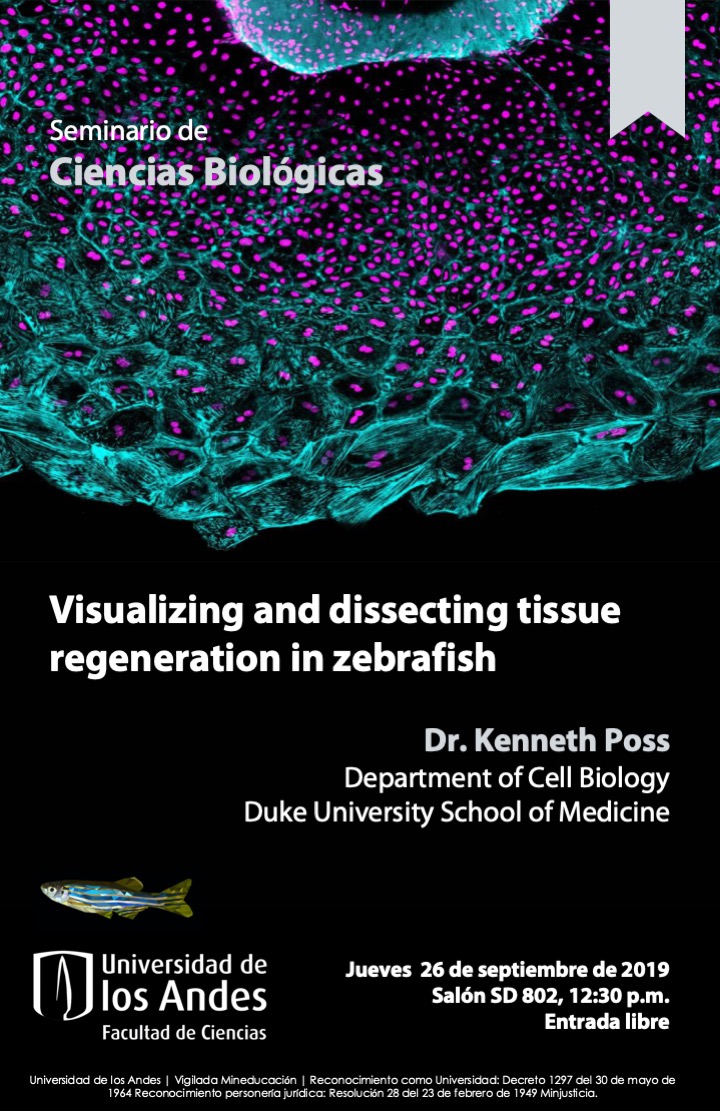 Seminario de
Ciencias Biológicas
Visualizing and dissecting tissue
regeneration in zebrafish
Dr. Kenneth Poss
Department of Cell Biology
Duke University School of Medicine
Universidad de
los Andes
Facultad de Ciencias
Jueves 26 de septiembre de 2019
Salón SD 802, 12:30 p.m.
Entrada libre
Universidad de los Andes | Vigilada Mineducación | Reconocimiento como Universidad: Decreto 1297 del 30 de mayo de
1964 Reconocimiento personería jurídica: Resolución 28 del 23 de febrero de 1949 Minjusticia.